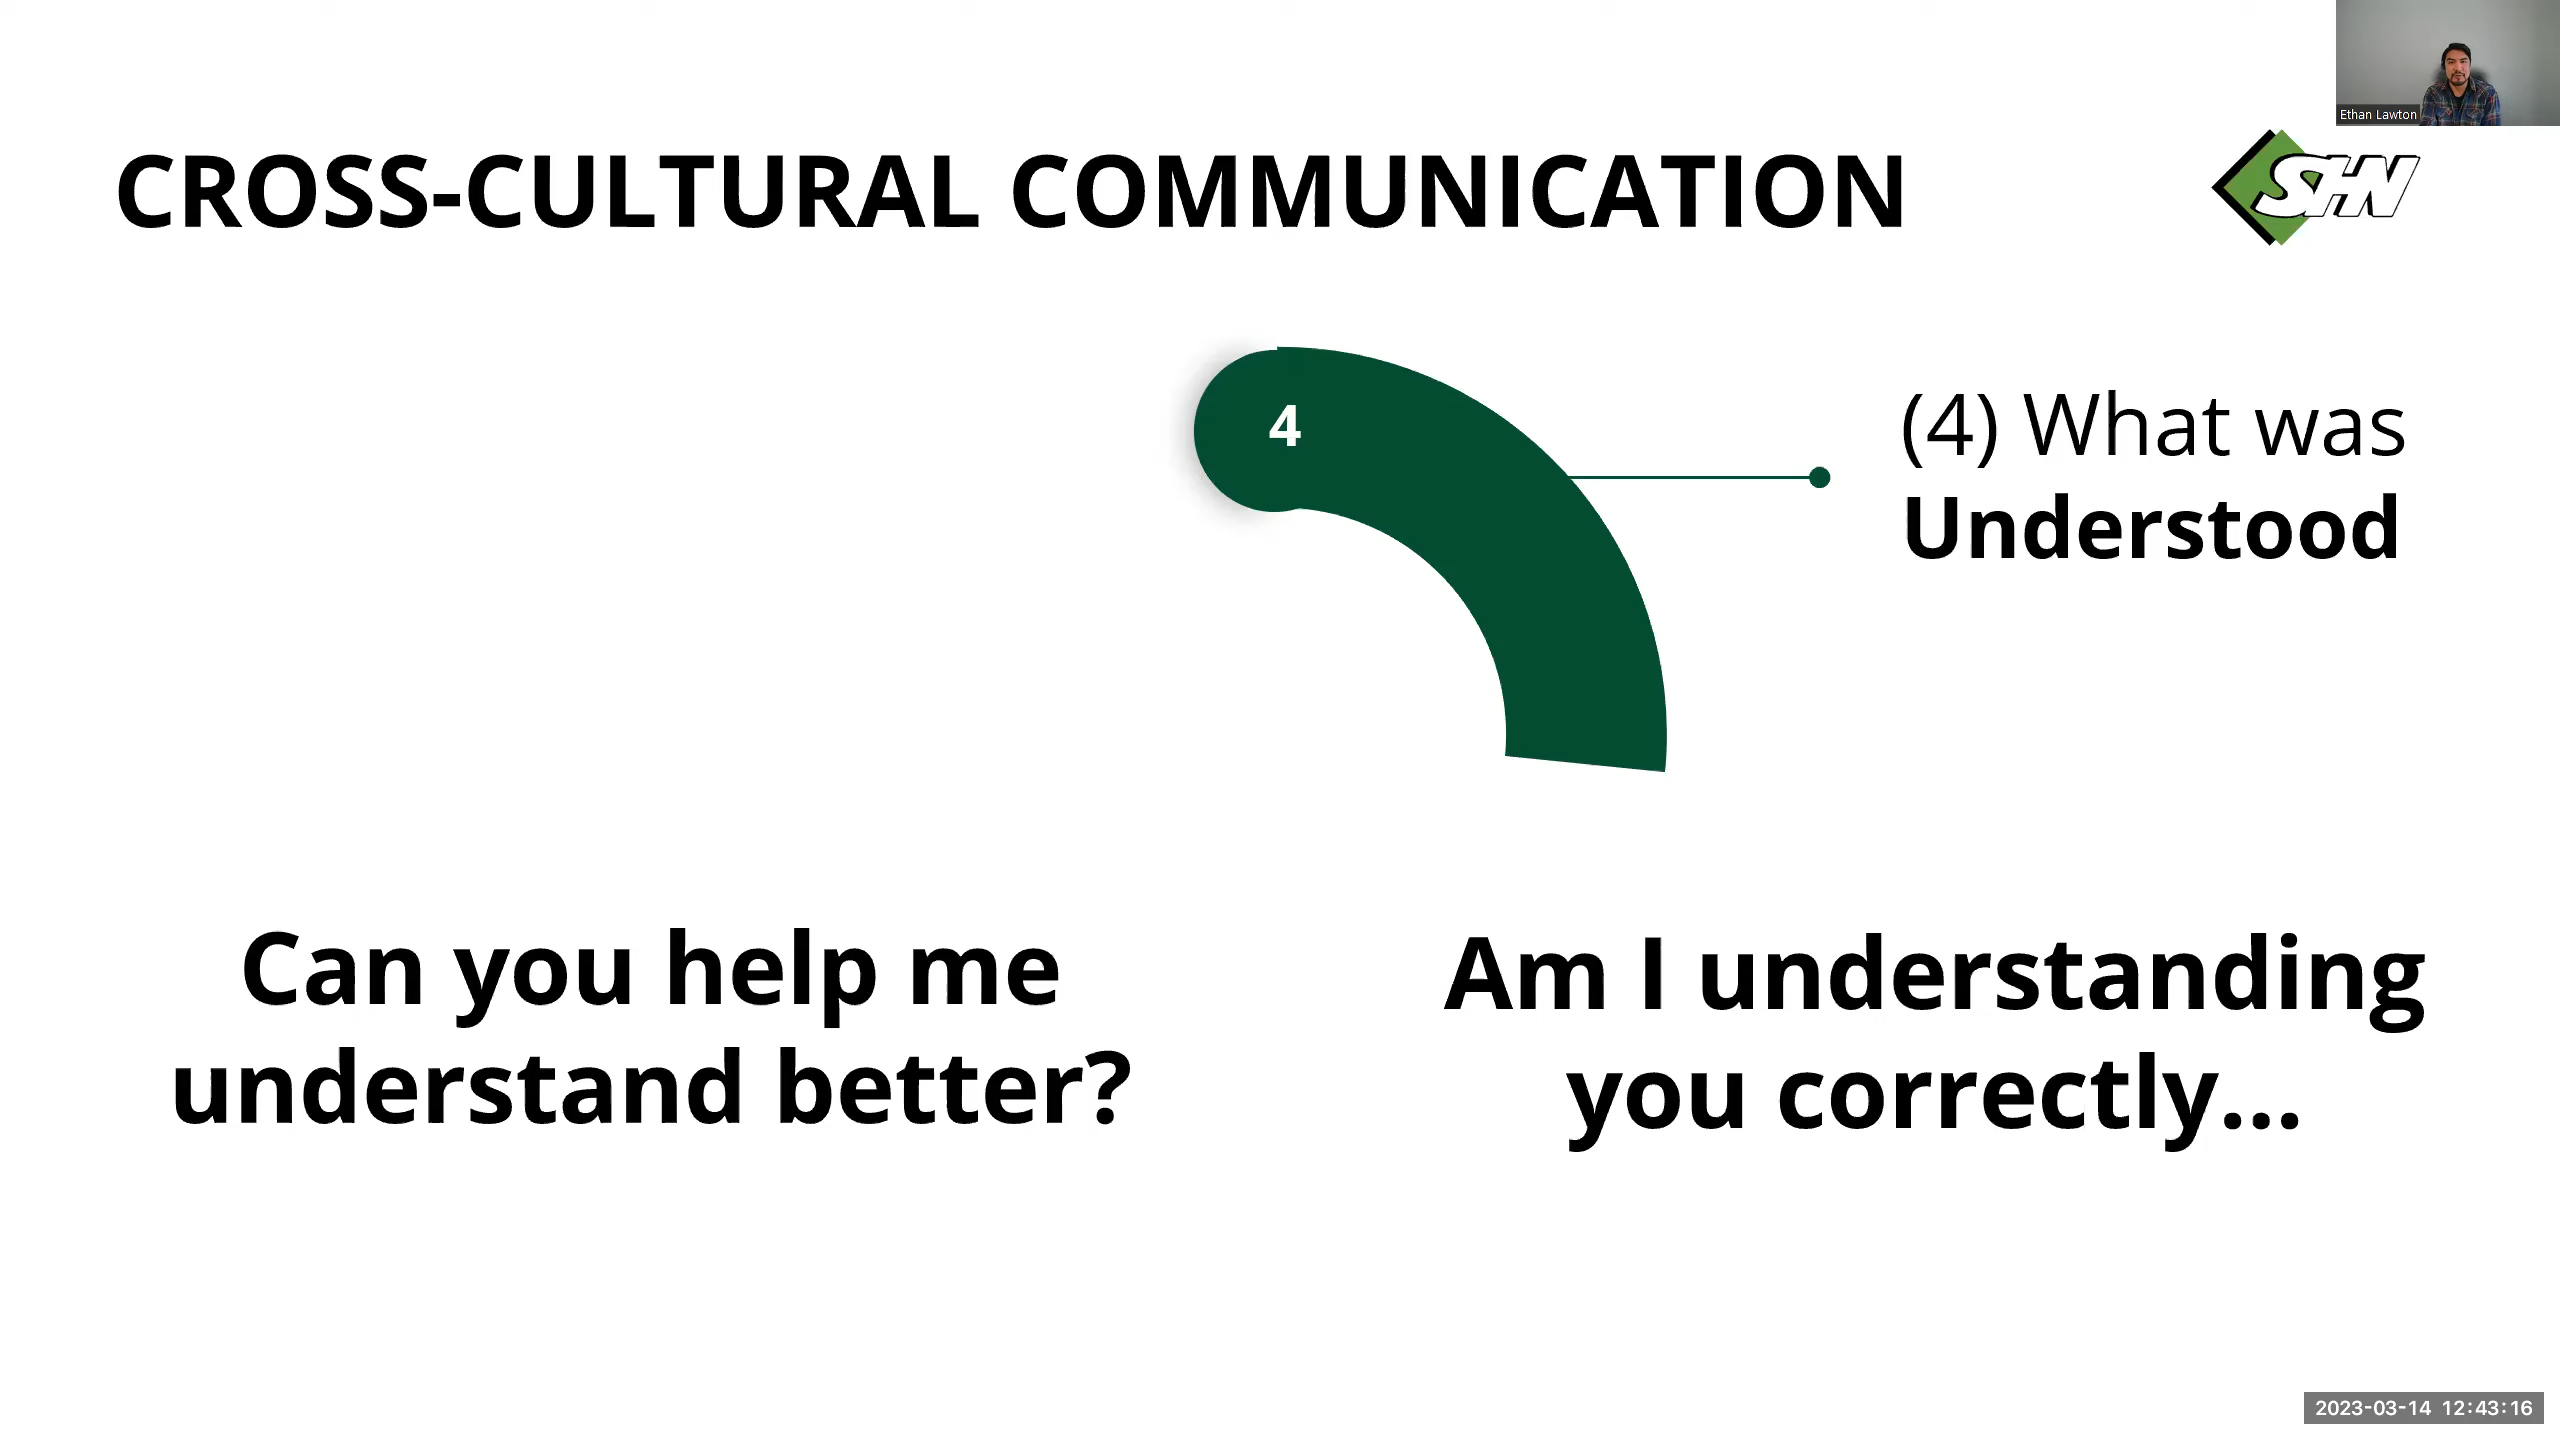 Ethan Lawton
CROSS-CULTURAL COMMUNICATION
SHN
4
(4) What was
Understood
Can you help me
understand better?
Am I understanding
you correctly...
2023-03-14 12:43:16